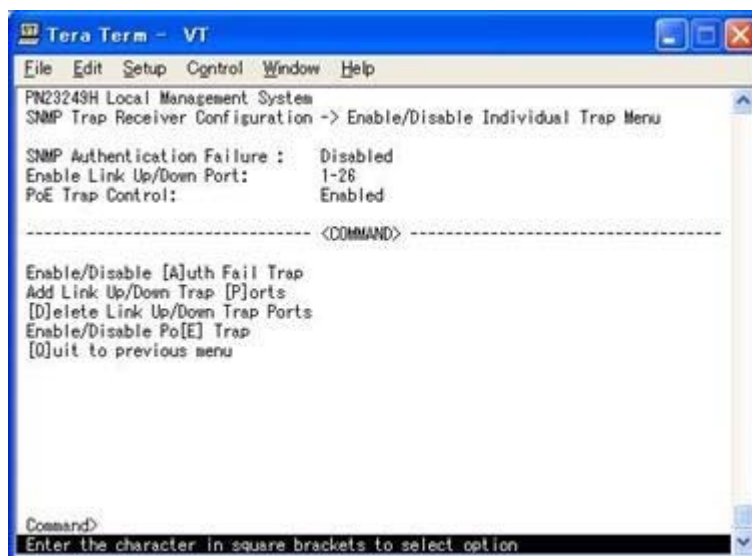 Tera Term - VT
File Edit Setup Control Window Help
PN23249H Local Management System
SNMP Trap Receiver Configuration -> Enable/Disable Individual Trap Menu
SNMP Authentication Failure : Disabled
Enable Link Up/Down Port: 1-26
PoE Trap Control: Enabled
------------------------------- <COMMAND> ----------------------------------
Enable/Disable [A]uth Fail Trap
Add Link Up/Down Trap [P]orts
[D]elete Link Up/Down Trap Ports
Enable/Disable Po[E] Trap
[Q]uit to previous menu
Command>
Enter the character in square brackets to select option